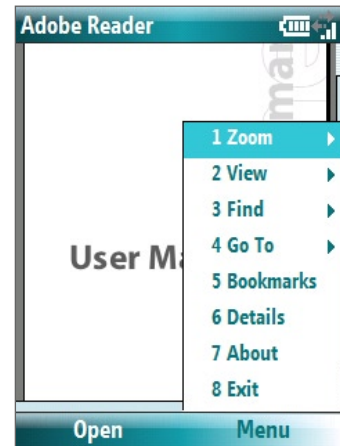 Adobe Reader
man
1 Zoom
2 View
3 Find
4 Go To
5 Bookmarks
6 Details
7 About
8 Exit
User Ma
Open
Menu